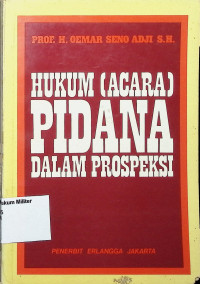 PROF. H. OEMAR SENO ADJI S.H.
HUKUM (ACARA)
PIDANA
DALAM PROSPEKSI
ukum Militer
PENERBIT ERLANGGA JAKARTA